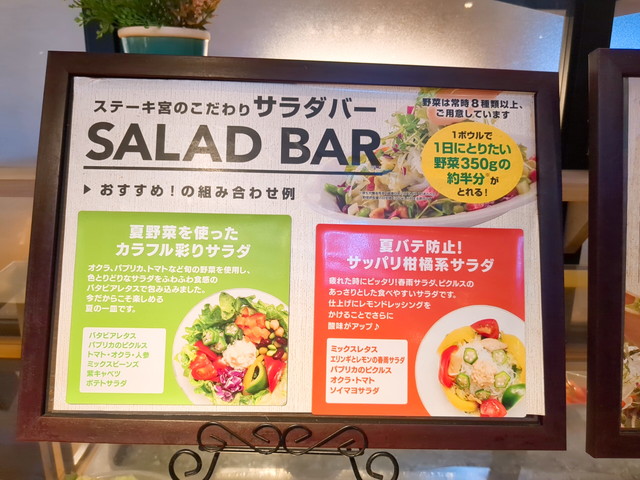 ステーキ宮のこだわりサラダバー
SALAD BAR
▶おすすめ!の組み合わせ例
野菜は常時8種類以上、
ご用意しています
1ボウルで
1日にとりたい
野菜350gの
約半分※が
とれる!
夏野菜を使った
カラフル彩りサラダ
オクラ、パプリカ、トマトなど旬の野菜を使用し、
色とりどりなサラダをふわふわ食感の
バタビアレタスで包み込みました。
今だからこそ楽しめる
夏の一皿です。
バタビアレタス
パプリカのピクルス
トマト・オクラ・人参
ミックスビーンズ
紫キャベツ
ポテトサラダ
夏バテ防止!
サッパリ柑橘系サラダ
疲れた時にピッタリ春雨サラダ、ピクルスの
あっさりとした食べやすいサラダです。
仕上げにレモンドレッシングを
かけることでさらに
酸味がアップ♪
ミックスレタス
エリンギとレモンの春雨サラダ
パプリカのピクルス
オクラ・トマト
ソイマヨサラダ